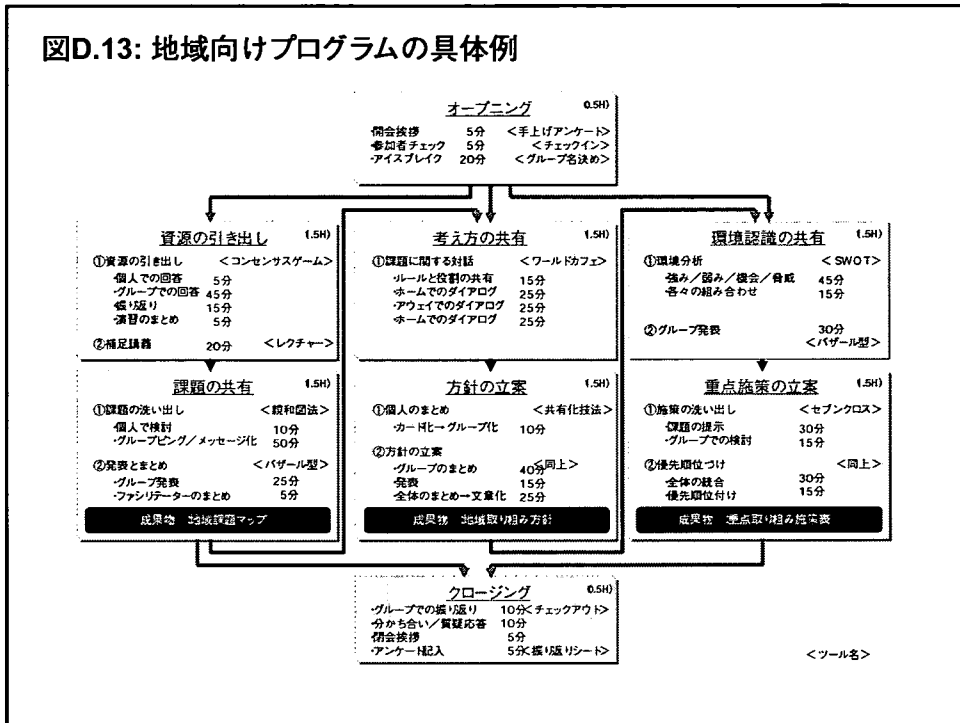 図D.13: 地域向けプログラムの具体例
オープニング 0.5H)
・開会挨拶 5分 <手上げアンケート>
・参加者チェック 5分 <チェックイン>
・アイスブレイク 20分 <グループ名決め>
資源の引き出し 1.5H)
①資源の引き出し <コンセンサスゲーム>
・個人での回答 5分
・グループでの回答 45分
・振り返り 15分
・演習のまとめ 5分
②補足講義 20分 <レクチャー>
考え方の共有 1.5H)
①課題に関する対話 <ワールドカフェ>
・ルールと役割の共有 15分
・ホームでのダイアログ 25分
・アウェイでのダイアログ 25分
・ホームでのダイアログ 25分
環境認識の共有 1.5H)
①環境分析 <SWOT>
・強み/弱み/機会/脅威 45分
・各々の組み合わせ 15分
②グループ発表 30分
<バザール型>
課題の共有 1.5H)
①課題の洗い出し <親和図法>
・個人で検討 10分
・グルーピング/メッセージ化 50分
②発表とまとめ <バザール型>
・グループ発表 25分
・ファシリテーターのまとめ 5分
成果物 地域課題マップ
方針の立案 1.5H)
①個人のまとめ <共有化技法>
・カード化→グループ化 10分
②方針の立案 <同上>
・グループのまとめ 40分
・発表 15分
・全体のまとめ→文章化 25分
成果物 地域取り組み方針
重点施策の立案 1.5H)
①施策の洗い出し <セブンクロス>
・課題の提示 30分
・グループでの検討 15分
②優先順位づけ <同上>
・全体の統合 30分
・優先順位付け 15分
成果物 重点取り組み施策表
クロージング 0.5H)
・グループでの振り返り 10分<チェックアウト>
・分かち合い/質疑応答 10分
・閉会挨拶 5分
・アンケート記入 5分<振り返りシート>
<ツール名>